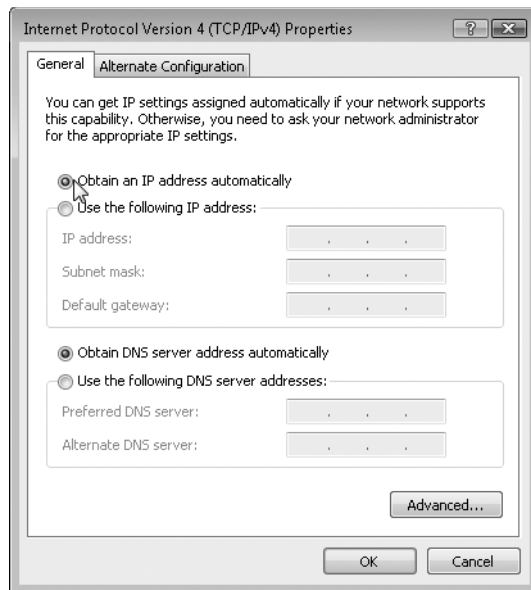 Internet Protocol Version 4 (TCP/IPv4) Properties
General
Alternate Configuration
You can get IP settings assigned automatically if your network supports
this capability. Otherwise, you need to ask your network administrator
for the appropriate IP settings.
Obtain an IP address automatically
Use the following IP address:
IP address:
Subnet mask:
Default gateway:
Obtain DNS server address automatically
Use the following DNS server addresses:
Preferred DNS server:
Alternate DNS server:
Advanced...
OK
Cancel